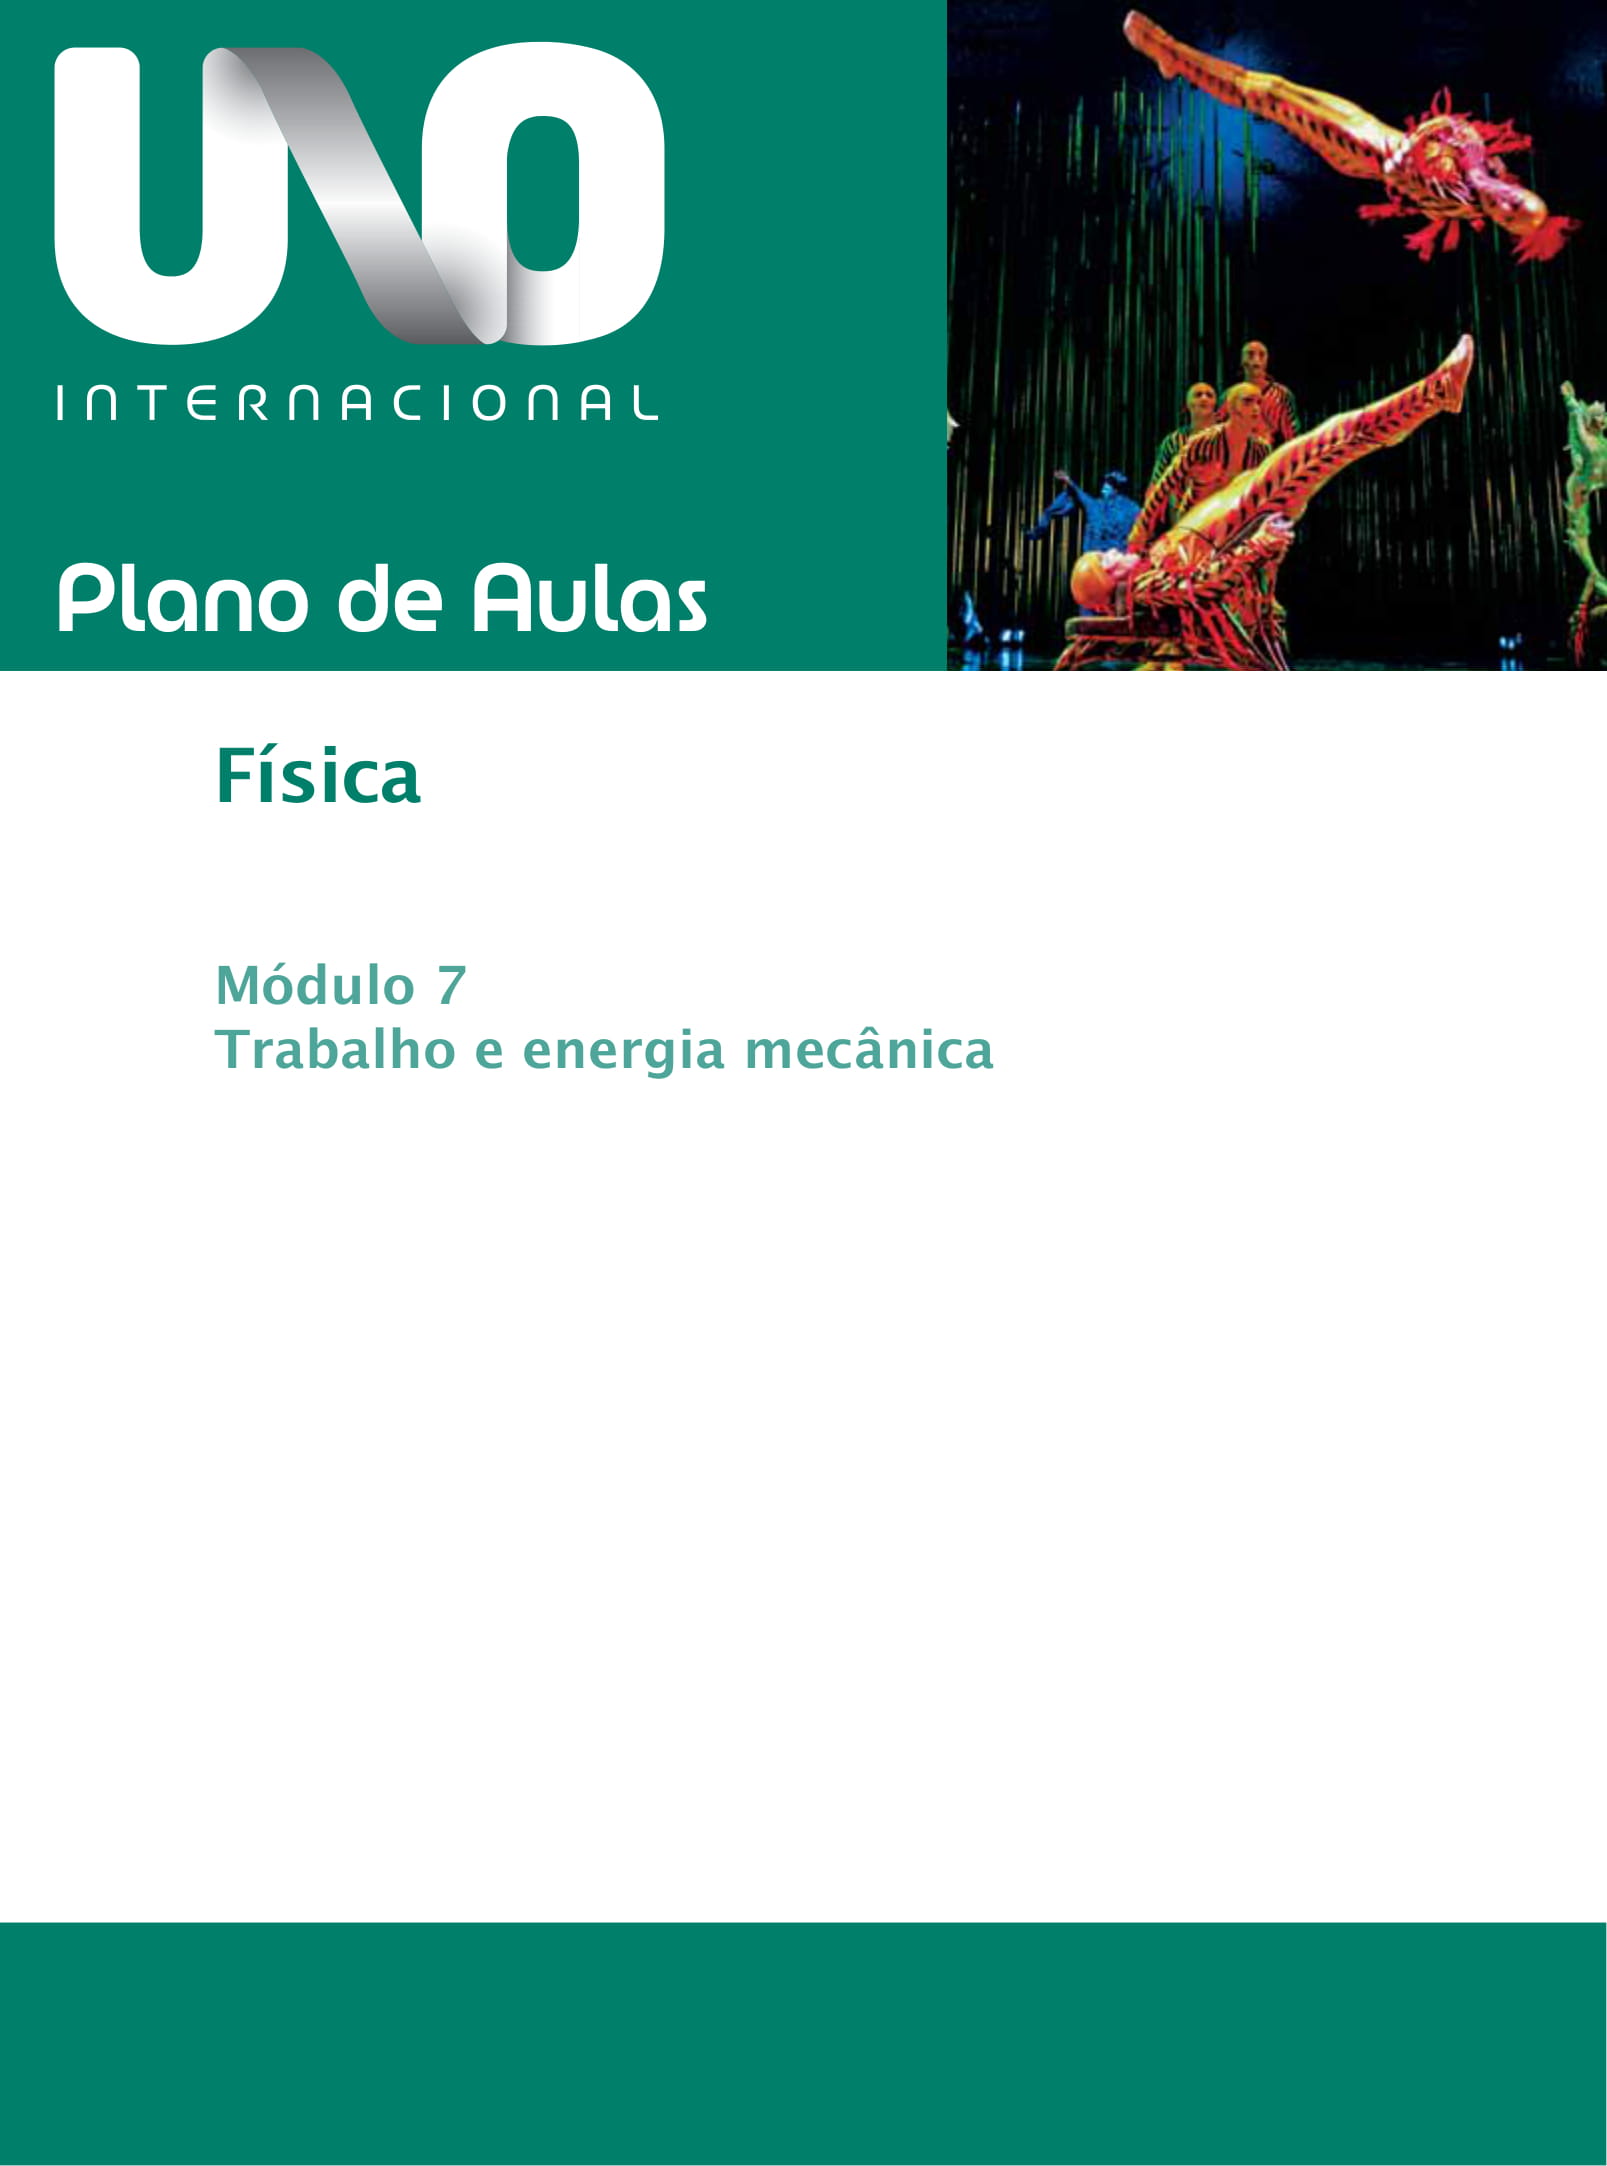 UNO
INTERNACIONAL
Plano de Aulas
Física
Módulo 7
Trabalho e energia mecânica